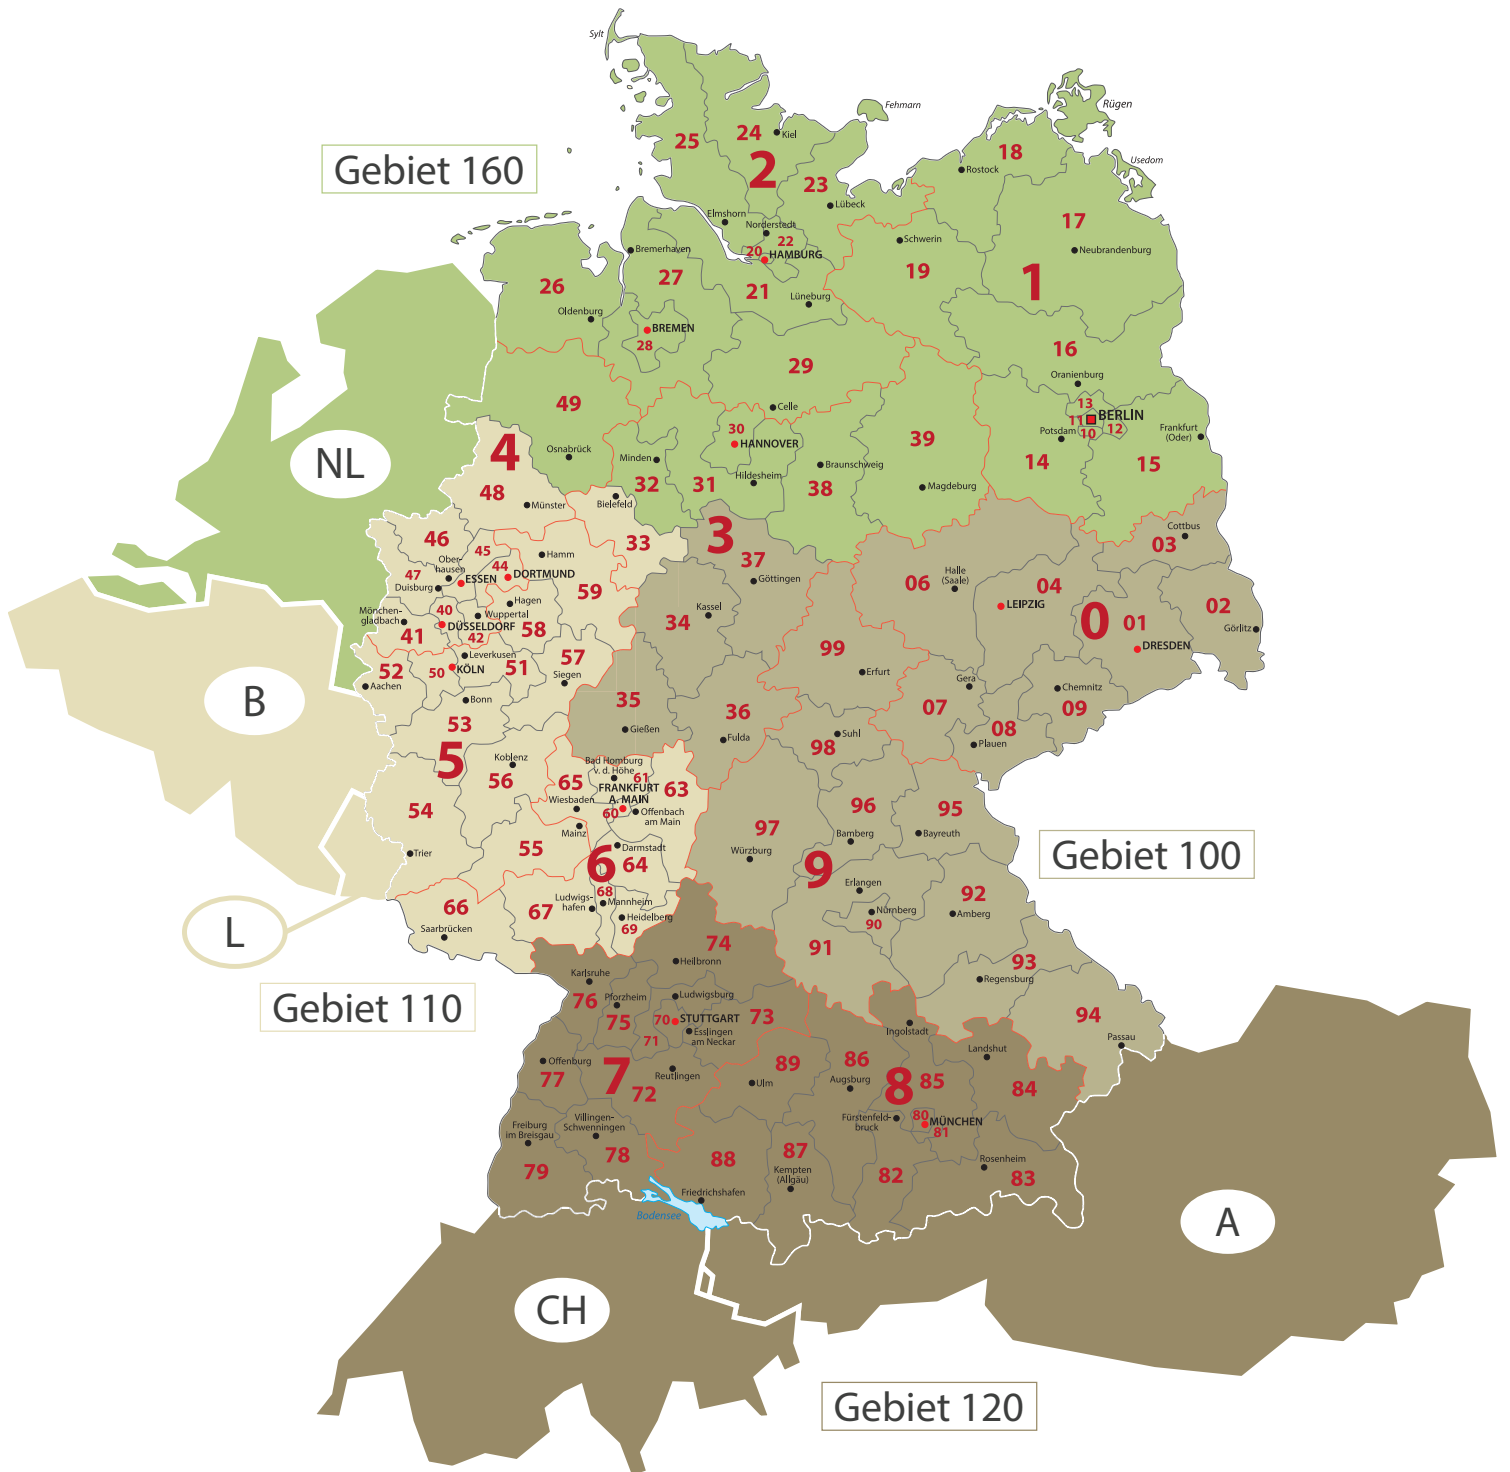 Sylt
Fehmarn
Rügen
25
24
Kiel
18
Usedom
Gebiet 160
2
Rostock
23
Lübeck
Elmshorn
17
Norderstedt
22
Schwerin
Bremerhaven
20
HAMBURG
Neubrandenburg
27
19
1
26
21
Lüneburg
Oldenburg
BREMEN
28
16
29
Oranienburg
49
Celle
13
BERLIN
30
11
10
12
HANNOVER
39
Potsdam
Frankfurt
(Oder)
4
Osnabrück
Minden
NL
Braunschweig
14
15
48
32
31
Hildesheim
38
Magdeburg
Münster
Bielefeld
3
Cottbus
46
33
03
45
Hamm
37
Ober-
hausen
44
DORTMUND
Halle
(Saale)
47
ESSEN
Göttingen
06
04
Duisburg
59
Hagen
LEIPZIG
02
Mönchen-
gladbach
40
Wuppertal
Kassel
34
0
01
DÜSSELDORF
58
Görlitz
41
42
99
DRESDEN
52
Leverkusen
57
50
KÖLN
51
Siegen
Erfurt
Gera
Aachen
Chemnitz
B
Bonn
35
07
09
53
36
Gießen
08
Suhl
Fulda
98
Plauen
5
Koblenz
Bad Homburg
v. d. Höhe
56
65
61
63
FRANKFURT
A. MAIN
Wiesbaden
54
60
Offenbach
am Main
96
95
97
Mainz
Bamberg
Bayreuth
Trier
55
Darmstadt
Würzburg
Gebiet 100
6
64
9
Erlangen
66
67
68
Ludwigs-
hafen
Mannheim
92
Nürnberg
Amberg
L
Saarbrücken
Heidelberg
69
90
91
74
93
Heilbronn
Karlsruhe
Regensburg
Gebiet 110
76
Pforzheim
Ludwigsburg
75
70
STUTTGART
73
94
Esslingen
am Neckar
71
Ingolstadt
Passau
Offenburg
Landshut
7
Reutlingen
89
86
77
72
Ulm
Augsburg
8
85
84
Freiburg
im Breisgau
Villingen-
Schwenningen
Fürstenfeld-
bruck
80
MÜNCHEN
81
78
87
79
88
Kempten
(Allgäu)
82
Rosenheim
83
Friedrichshafen
Bodensee
A
CH
Gebiet 120